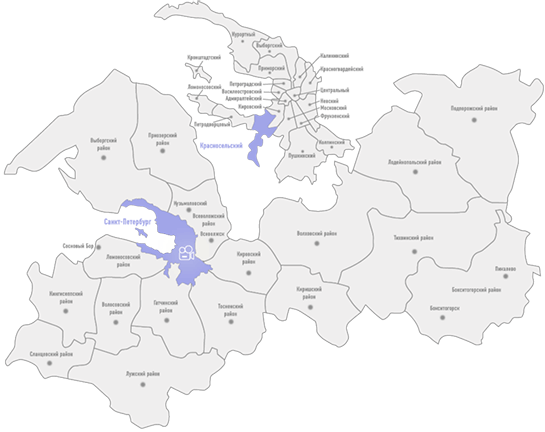 Курортный
Выборгский
Кронштадтский
Приморский
Калининский
Красногвардейский
Ломоносовский
Петроградский
Василеостровский
Адмиралтейский
Центральный
Кировский
Невский
Московский
Фрунзенский
Петродворцовый
Красносельский
Колпинский
Пушкинский
Подпорожский район
Выборгский
район
Приозерский
район
Лодейнопольский район
Кузьмоловский
Всеволожский
район
Всеволожск
Санкт-Петербург
Сосновый Бор
Волховский район
Тихвинский район
Ломоносовский
район
Кировский
район
Пикалево
Бокситогорский район
Киришский
район
Кингисеппский
район
Волосовский
район
Гатчинский
район
Тосненский
район
Бокситогорск
Сланцевский район
Лужский район